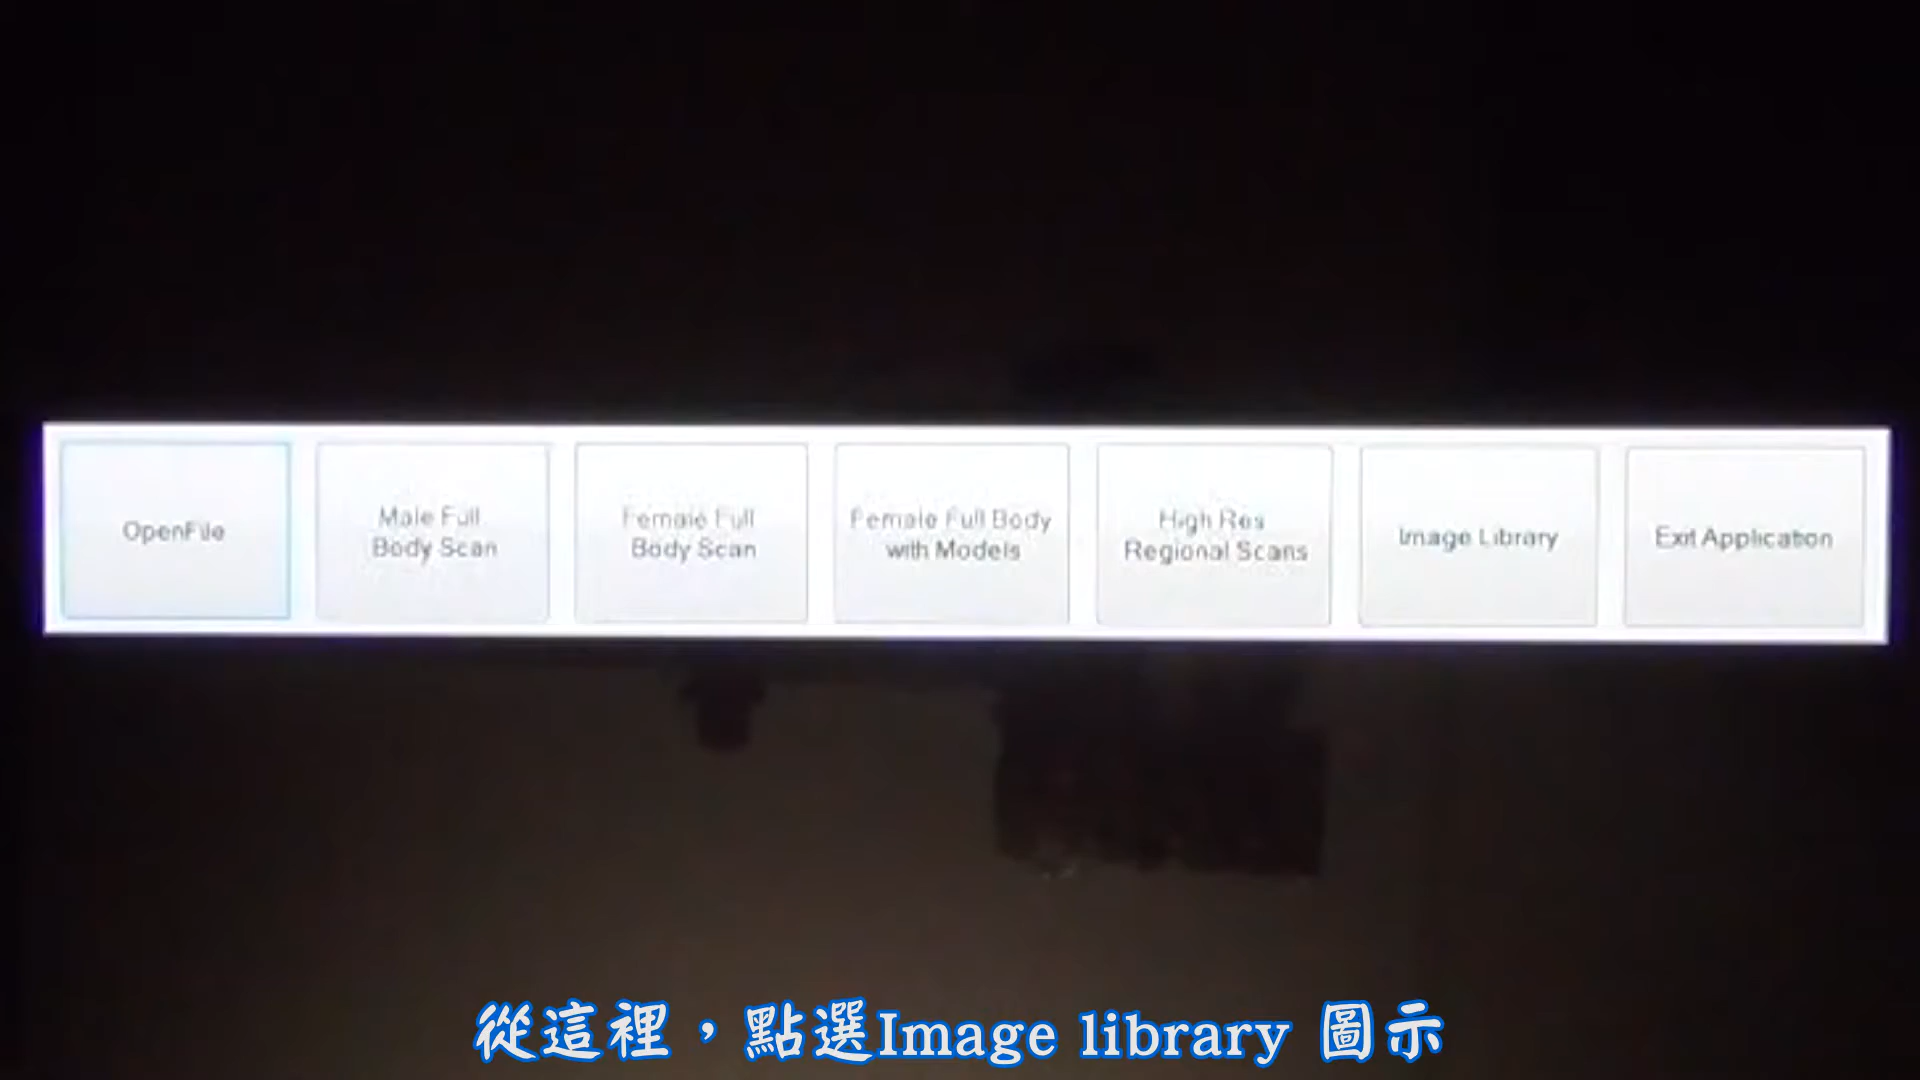 OpenFile
Male Full
Body Scan
Female Full
Body Scan
Female Full Body
with Models
High Res
Regional Scans
Image Library
Exit Application
從這裡，點選Image library 圖示